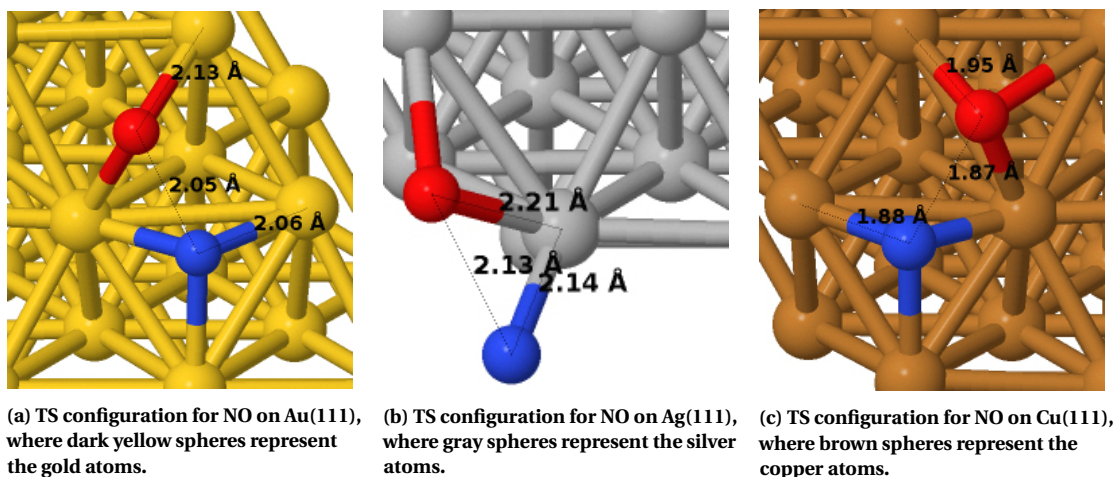 2.13 Å
2.05 Å
2.06 Å
2.21 Å
2.13 Å
2.14 Å
1.95 Å
1.87 Å
1.88 Å
(a) TS configuration for NO on Au(111),
where dark yellow spheres represent
the gold atoms.
(b) TS configuration for NO on Ag(111),
where gray spheres represent the silver
atoms.
(c) TS configuration for NO on Cu(111),
where brown spheres represent the
copper atoms.